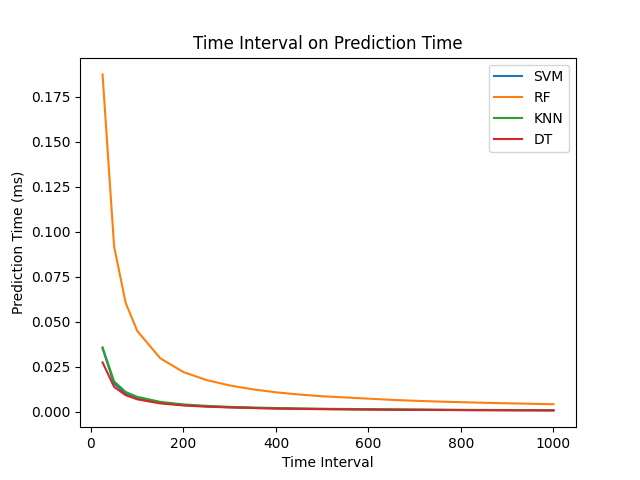 Time Interval on Prediction Time
SVM
RF
KNN
DT
Prediction Time (ms)
0.175
0.150
0.125
0.100
0.075
0.050
0.025
0.000
0
200
400
600
800
1000
Time Interval